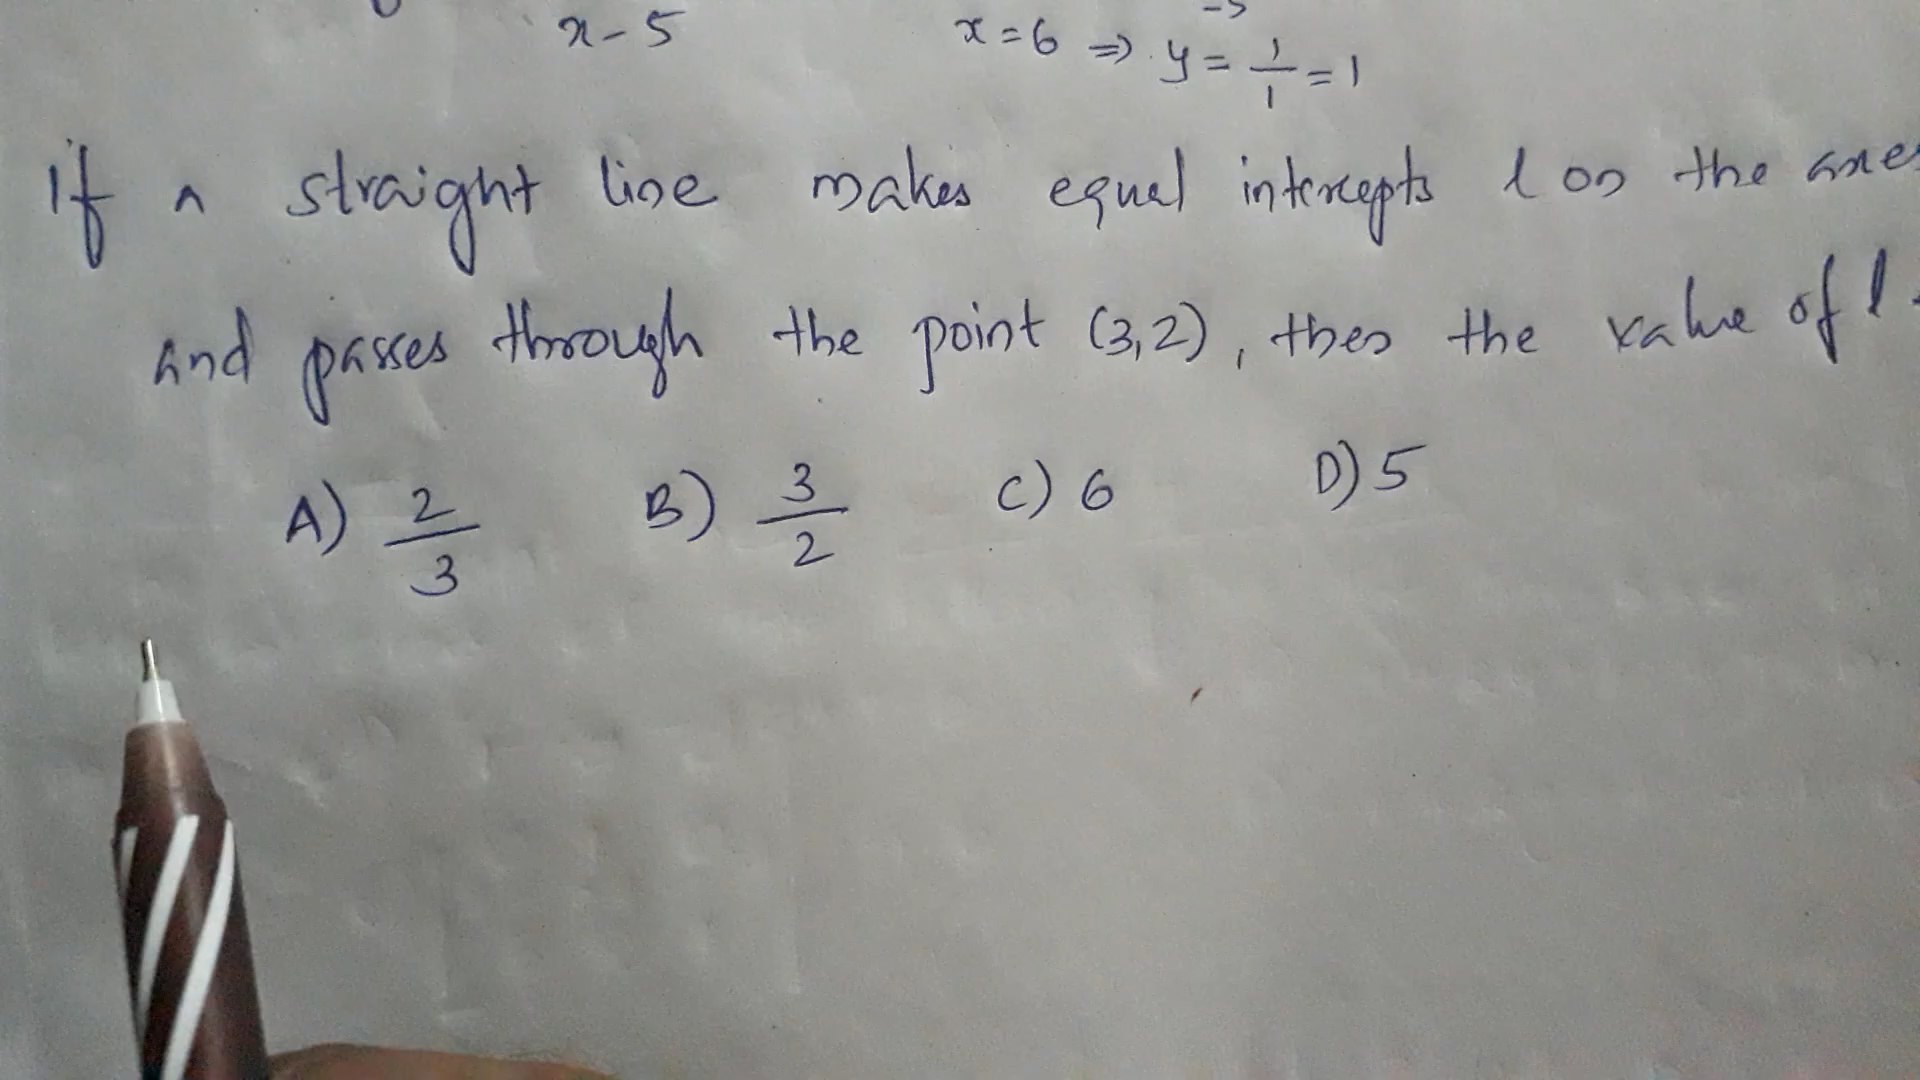 x-5
x=6 ⇒ y = 1/1 = 1
If a straight line makes equal intercepts l on the axes
and passes through the point (3,2), then the value of l
A) 2/3 B) 3/2 C) 6 D) 5